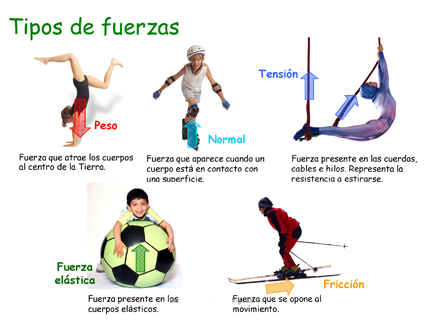 Tipos de fuerzas
Peso
Fuerza que atrae los cuerpos
al centro de la Tierra.
Normal
Fuerza que aparece cuando un
cuerpo está en contacto con
una superficie.
Tensión
Fuerza presente en las cuerdas,
cables e hilos. Representa la
resistencia a estirarse.
Fuerza
elástica
Fuerza presente en los
cuerpos elásticos.
Fricción
Fuerza que se opone al
movimiento.